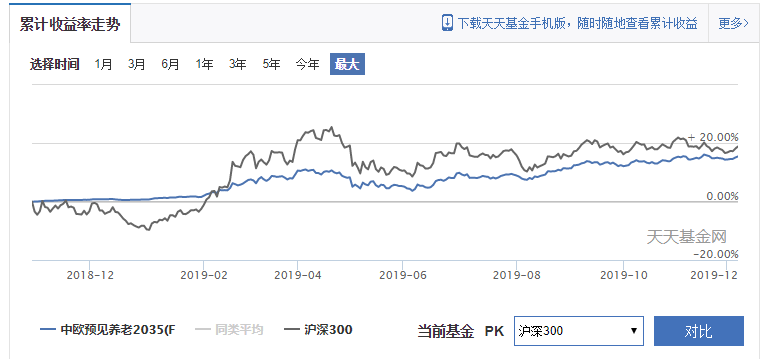 累计收益率走势 下载天天基金手机版，随时随地查看累计收益 更多>
选择时间 1月 3月 6月 1年 3年 5年 今年 最大
+ 20.00%
0.00%
天天基金网
-20.00%
2018-12 2019-02 2019-04 2019-06 2019-08 2019-10 2019-12
中欧预见养老2035(F 同类平均 沪深300 当前基金 PK 沪深300 对比